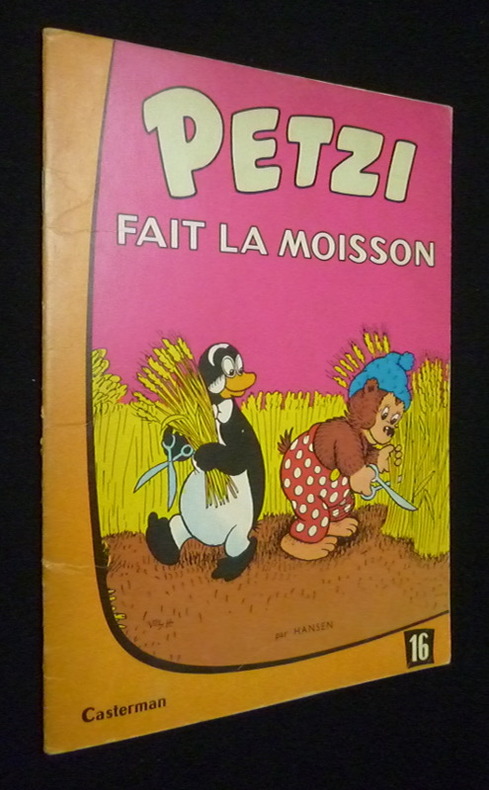 PETZI
FAIT LA MOISSON
par HANSEN
16
Casterman